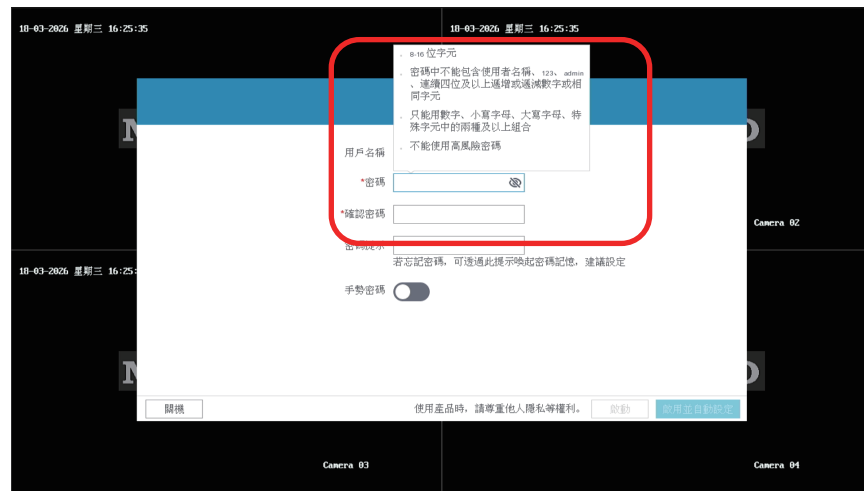 18-03-2026 星期三 16:25:35
18-03-2026 星期三 16:25:35
8-16 位字元
密碼中不能包含使用者名稱、123、admin
、連續四位及以上遞增或遞減數字或相
同字元
只能用數字、小寫字母、大寫字母、特
殊字元中的兩種及以上組合
不能使用高風險密碼
用戶名稱
*密碼
*確認密碼
Camera 02
密碼提示
若忘記密碼，可透過此提示喚起密碼記憶，建議設定
18-03-2026 星期三 16:25:
手勢密碼
關機
使用產品時，請尊重他人隱私等權利。
啟動
啟用並自動設定
Camera 03
Camera 04